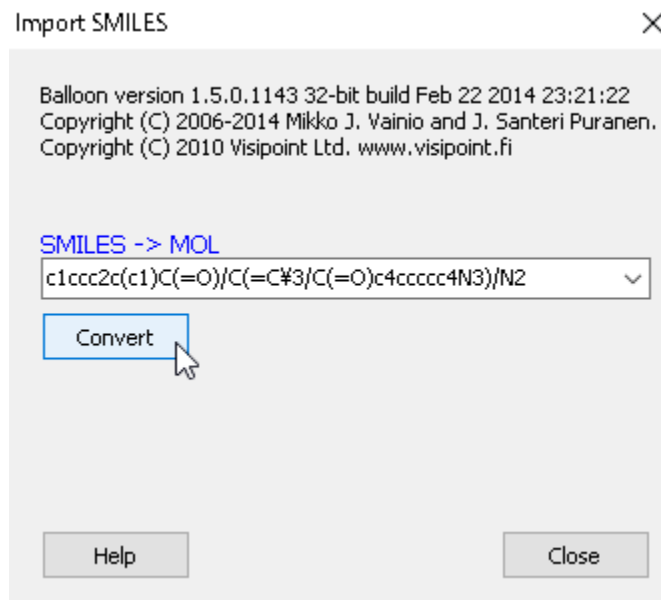 Import SMILES
Balloon version 1.5.0.1143 32-bit build Feb 22 2014 23:21:22
Copyright (C) 2006-2014 Mikko J. Vainio and J. Santeri Puranen.
Copyright (C) 2010 Visipoint Ltd. www.visipoint.fi
SMILES -> MOL
c1ccc2c(c1)C(=O)/C(=C¥3/C(=O)c4ccccc4N3)/N2
Convert
Help
Close